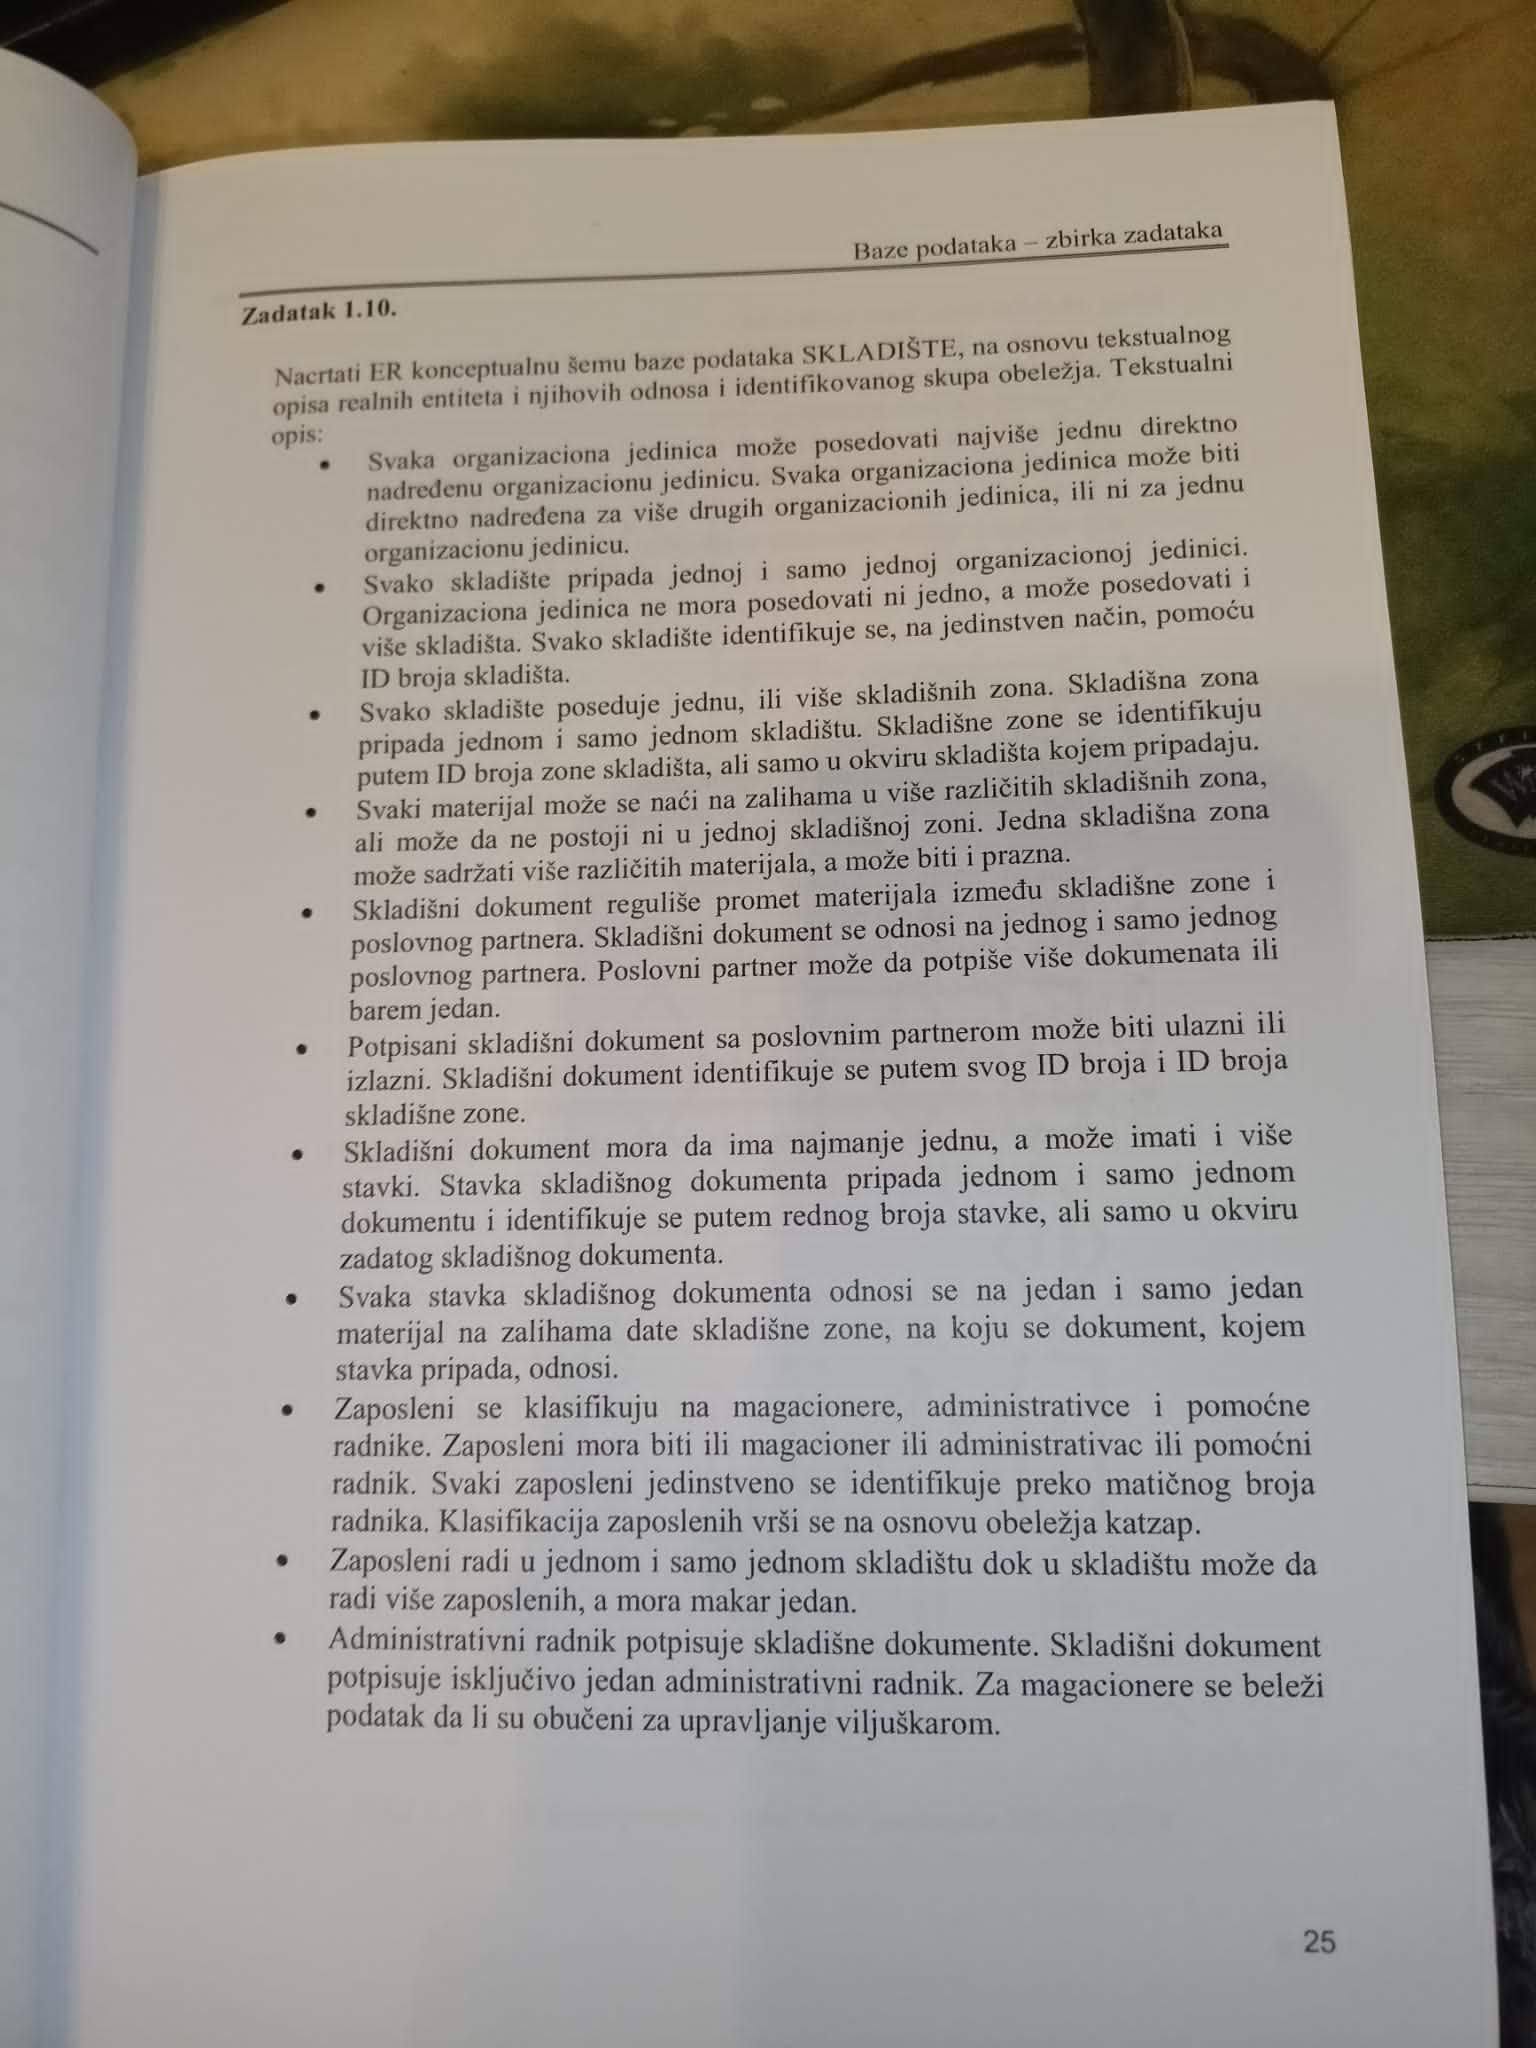 Baze podataka – zbirka zadataka
Zadatak 1.10.
Nacrtati ER konceptualnu šemu baze podataka SKLADIŠTE, na osnovu tekstualnog
opisa realnih entiteta i njihovih odnosa i identifikovanog skupa obeležja. Tekstualni
opis:
• Svaka organizaciona jedinica može posedovati najviše jednu direktno
nadređenu organizacionu jedinicu. Svaka organizaciona jedinica može biti
direktno nadređena za više drugih organizacionih jedinica, ili ni za jednu
organizacionu jedinicu.
• Svako skladište pripada jednoj i samo jednoj organizacionoj jedinici.
Organizaciona jedinica ne mora posedovati ni jedno, a može posedovati i
više skladišta. Svako skladište identifikuje se, na jedinstven način, pomoću
ID broja skladišta.
• Svako skladište poseduje jednu, ili više skladišnih zona. Skladišna zona
pripada jednom i samo jednom skladištu. Skladišne zone se identifikuju
putem ID broja zone skladišta, ali samo u okviru skladišta kojem pripadaju.
• Svaki materijal može se naći na zalihama u više različitih skladišnih zona,
ali može da ne postoji ni u jednoj skladišnoj zoni. Jedna skladišna zona
može sadržati više različitih materijala, a može biti i prazna.
• Skladišni dokument reguliše promet materijala između skladišne zone i
poslovnog partnera. Skladišni dokument se odnosi na jednog i samo jednog
poslovnog partnera. Poslovni partner može da potpiše više dokumenata ili
barem jedan.
• Potpisani skladišni dokument sa poslovnim partnerom može biti ulazni ili
izlazni. Skladišni dokument identifikuje se putem svog ID broja i ID broja
skladišne zone.
• Skladišni dokument mora da ima najmanje jednu, a može imati i više
stavki. Stavka skladišnog dokumenta pripada jednom i samo jednom
dokumentu i identifikuje se putem rednog broja stavke, ali samo u okviru
zadatog skladišnog dokumenta.
• Svaka stavka skladišnog dokumenta odnosi se na jedan i samo jedan
materijal na zalihama date skladišne zone, na koju se dokument, kojem
stavka pripada, odnosi.
• Zaposleni se klasifikuju na magacionere, administrativce i pomoćne
radnike. Zaposleni mora biti ili magacioner ili administrativac ili pomoćni
radnik. Svaki zaposleni jedinstveno se identifikuje preko matičnog broja
radnika. Klasifikacija zaposlenih vrši se na osnovu obeležja katzap.
• Zaposleni radi u jednom i samo jednom skladištu dok u skladištu može da
radi više zaposlenih, a mora makar jedan.
• Administrativni radnik potpisuje skladišne dokumente. Skladišni dokument
potpisuje isključivo jedan administrativni radnik. Za magacionere se beleži
podatak da li su obučeni za upravljanje viljuškarom.
25